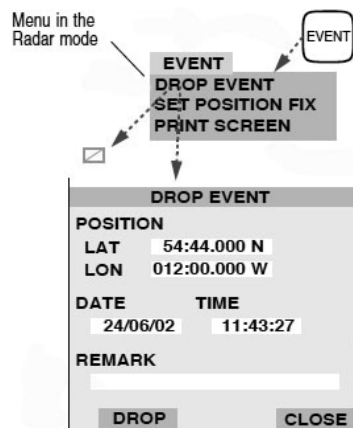 Menu in the
Radar mode
EVENT
EVENT
DROP EVENT
SET POSITION FIX
PRINT SCREEN
DROP EVENT
POSITION
LAT 54:44.000 N
LON 012:00.000 W
DATE TIME
24/06/02 11:43:27
REMARK
DROP CLOSE